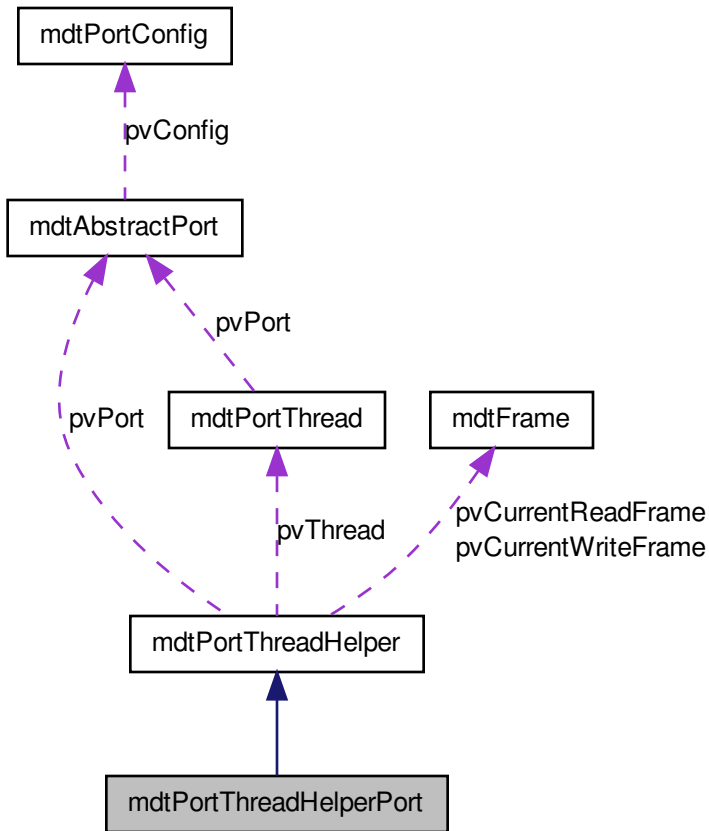 mdtPortConfig
pvConfig
mdtAbstractPort
pvPort
pvPort
mdtPortThread
mdtFrame
pvThread
pvCurrentReadFrame
pvCurrentWriteFrame
mdtPortThreadHelper
mdtPortThreadHelperPort